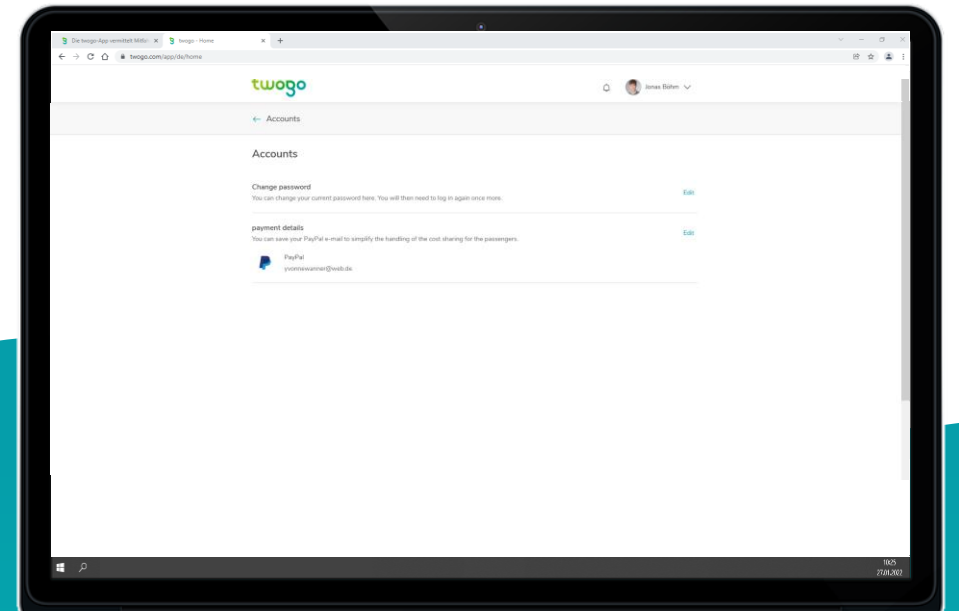 Die twogo-App vermittelt Mitfa
twogo - Home
twogo.com/app/de/home
twogo
Jonas Böhm
Accounts
Accounts
Change password
You can change your current password here. You will then need to log in again once more.
Edit
payment details
You can save your PayPal e-mail to simplify the handling of the cost sharing for the passengers.
Edit
PayPal
yvonnewanner@web.de
10:25
27.01.2022